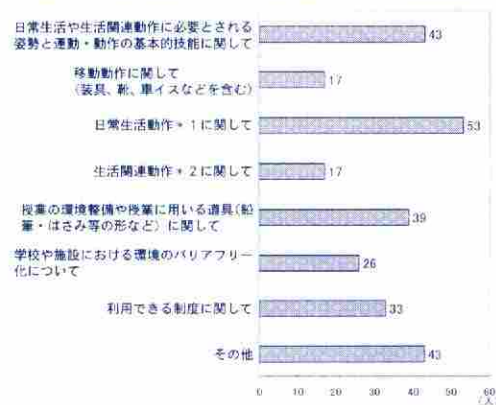 日常生活や生活関連動作に必要とされる
姿勢と運動・動作の基本的技能に関して
43
移動動作に関して
(装具、靴、車イスなどを含む)
17
日常生活動作*1に関して
53
生活関連動作*2に関して
17
授業の環境整備や授業に用いる道具(鉛
筆・はさみ等の形など)に関して
39
学校や施設における環境のバリアフリー
化について
26
利用できる制度に関して
33
その他
43
0 10 20 30 40 50 60
(人)